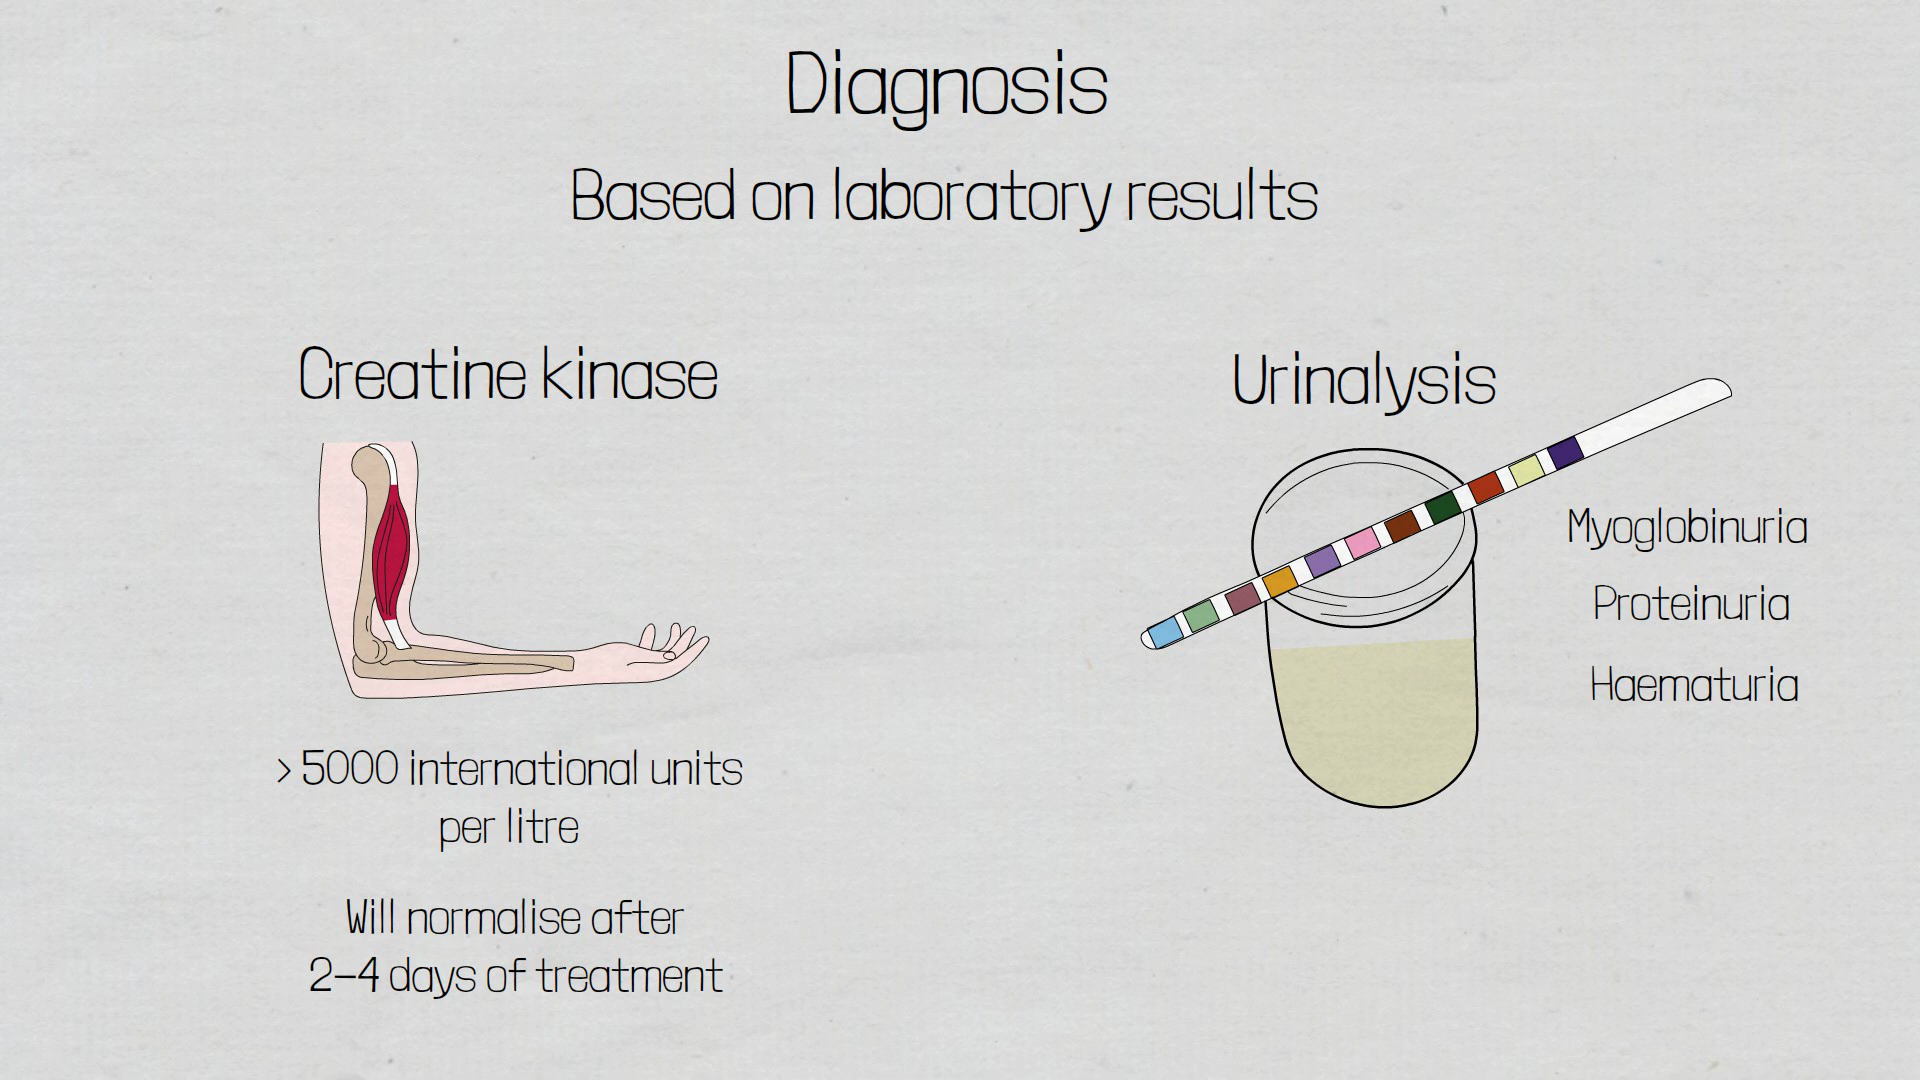 Diagnosis
Based on laboratory results
Creatine kinase
> 5000 international units
per litre
Will normalise after
2–4 days of treatment
Urinalysis
Myoglobinuria
Proteinuria
Haematuria